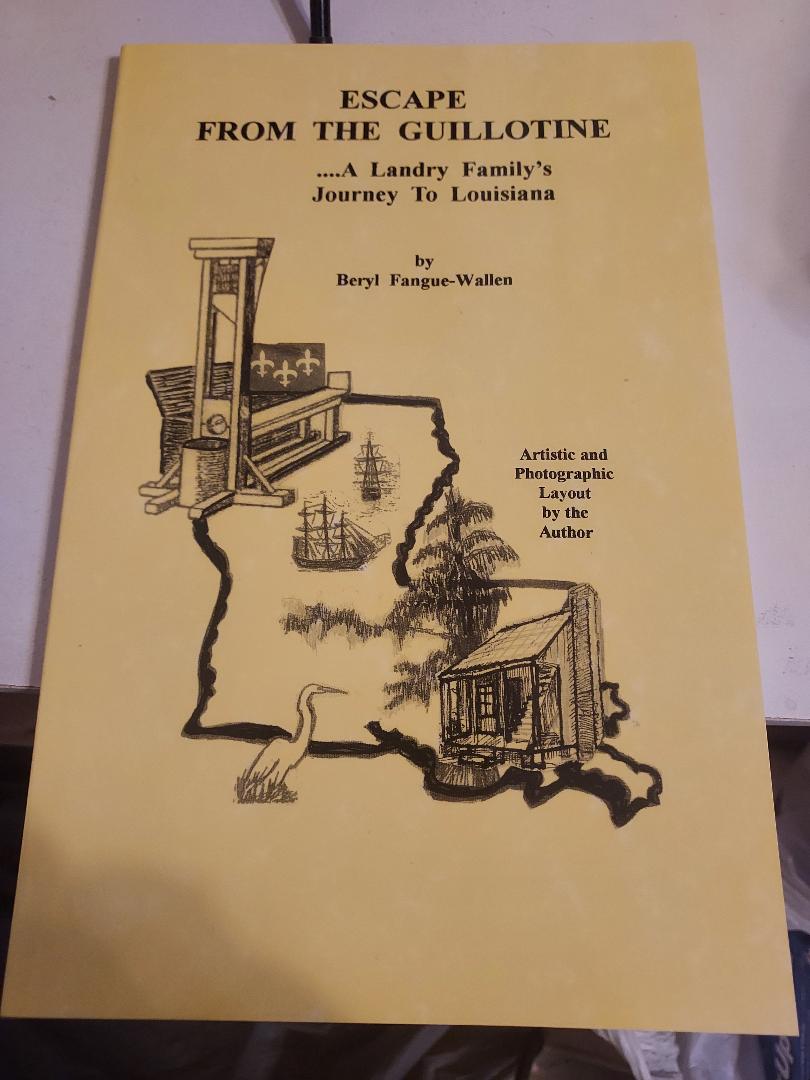 ESCAPE
FROM THE GUILLOTINE
....A Landry Family's
Journey To Louisiana
by
Beryl Fangue-Wallen
Artistic and
Photographic
Layout
by the
Author